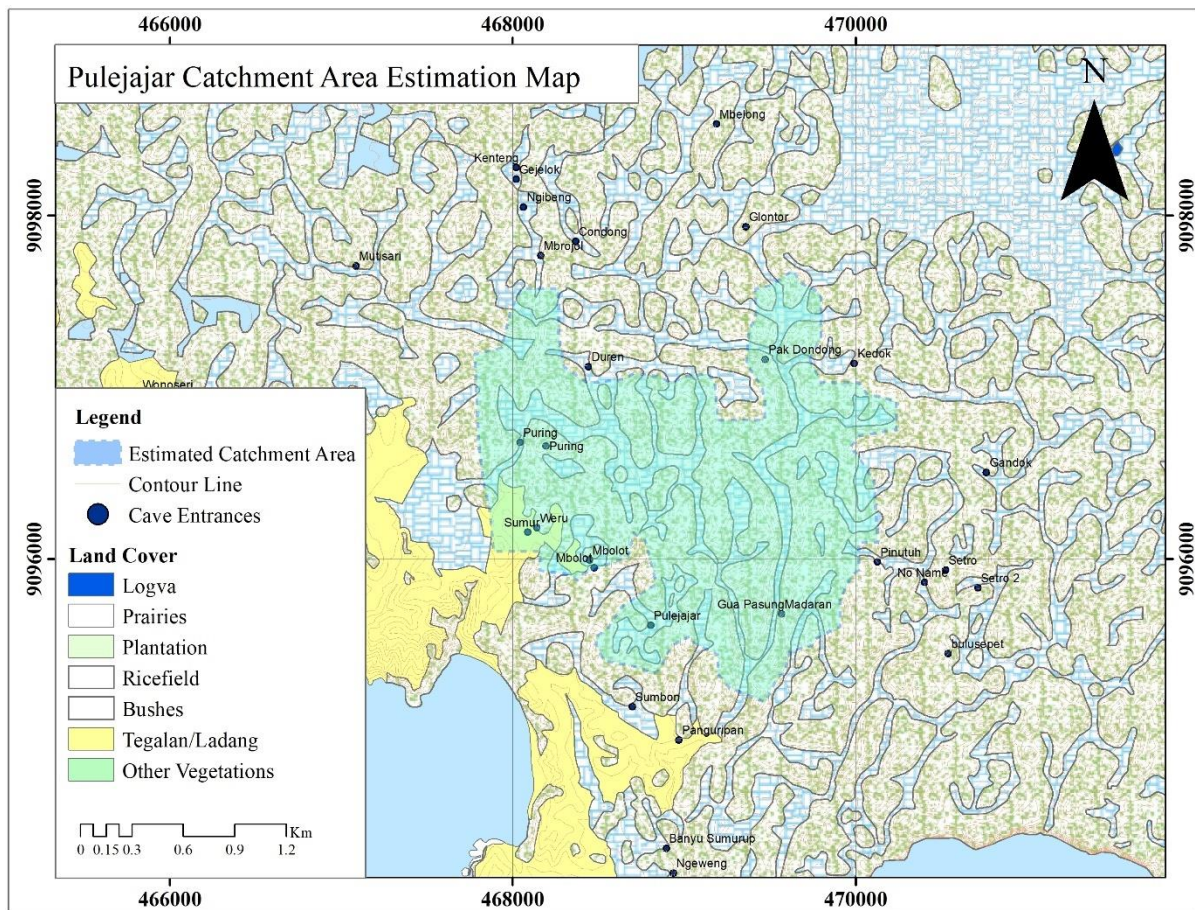 466000
468000
470000
Pulejajar Catchment Area Estimation Map
N
Mbelong
Kenteng
Gejelok
Ngibeng
9098000
9098000
Glontor
Condong
Mbrojol
Mutisari
Duren
Pak Dondong
Kedok
Wonoseri
Legend
Estimated Catchment Area
Contour Line
Cave Entrances
Puring
Puring
Gandok
Sumur
Weru
Mbolot
Mbolot
9096000
9096000
Pinutuh
Setro
No Name
Setro 2
Gua Pasung
Madaran
Pulejajar
bulusepet
Sumbon
Panguripan
Banyu Sumurup
Ngeweng
Land Cover
Logva
Prairies
Plantation
Ricefield
Bushes
Tegalan/Ladang
Other Vegetations
Km
0 0.15 0.3 0.6 0.9 1.2
466000
468000
470000